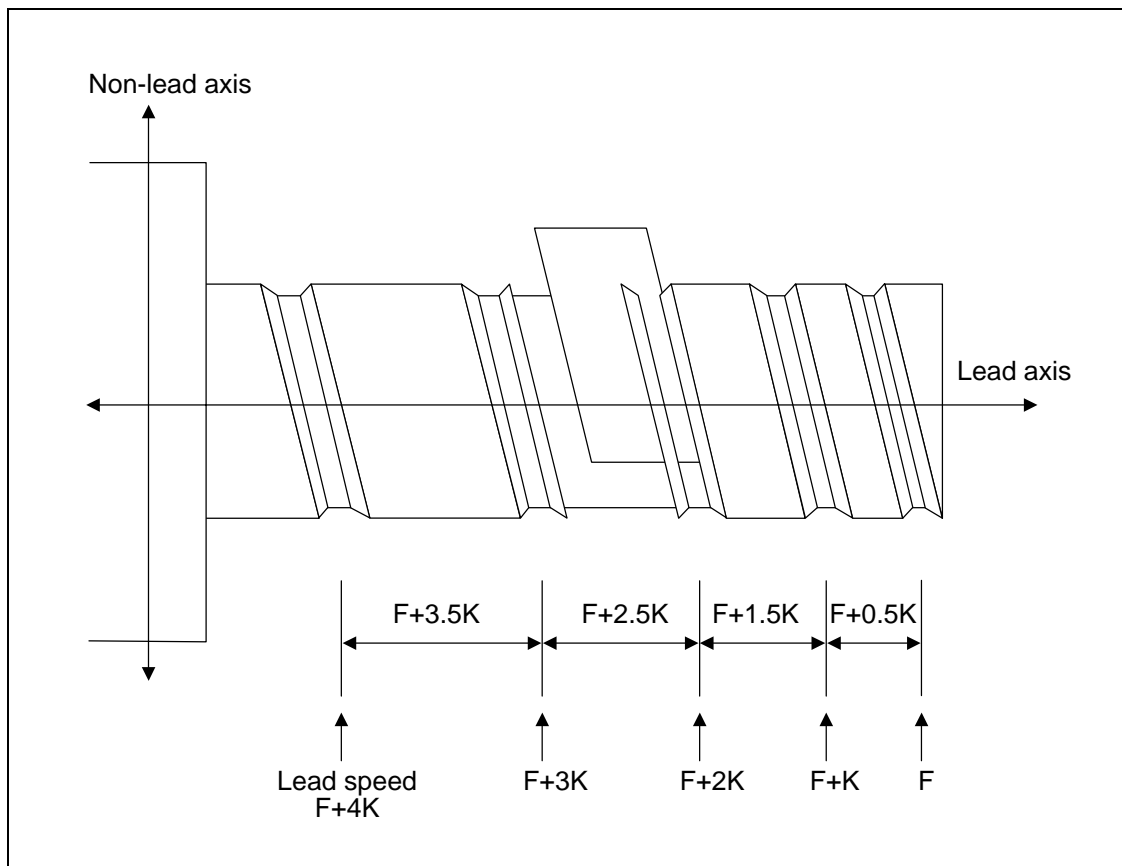 Non-lead axis
Lead axis
F+3.5K
F+2.5K
F+1.5K
F+0.5K
Lead speed
F+4K
F+3K
F+2K
F+K
F